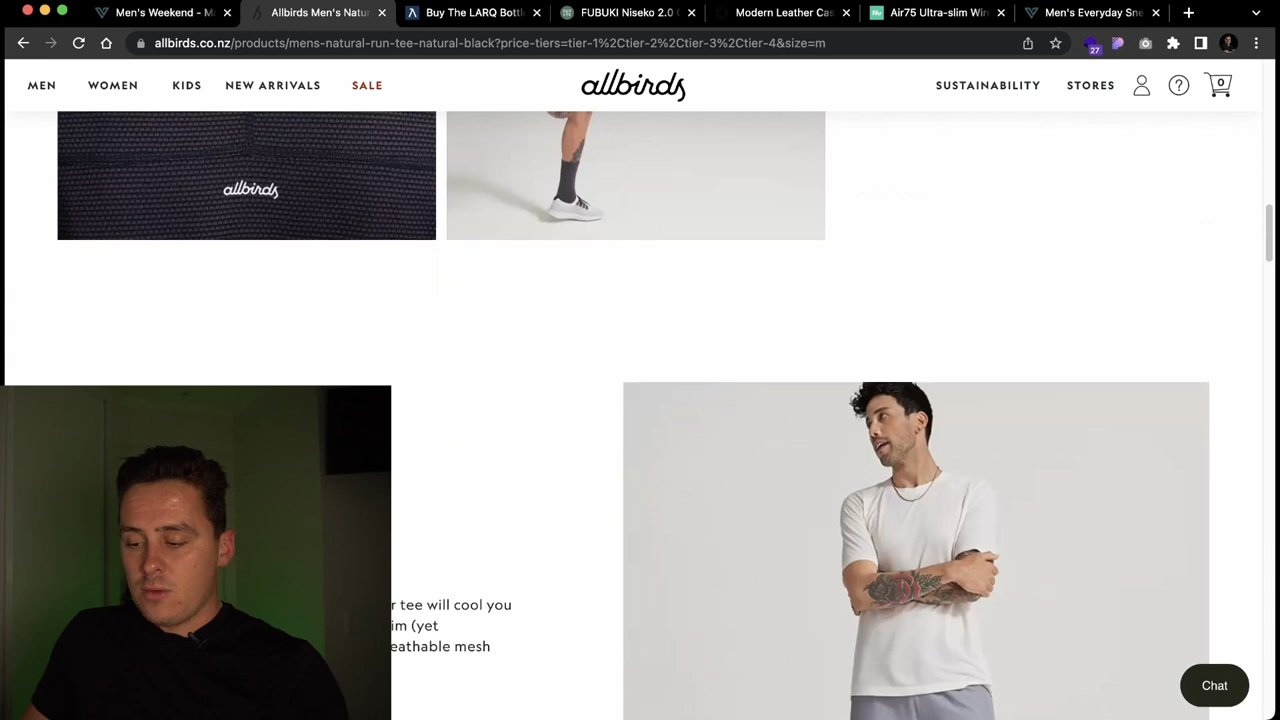 Men's Weekend - M
Allbirds Men's Natur
Buy The LARQ Bottl
FUBUKI Niseko 2.0
Modern Leather Cas
Air75 Ultra-slim Wir
Men's Everyday Sne
allbirds.co.nz/products/mens-natural-run-tee-natural-black?price-tiers=tier-1%2Ctier-2%2Ctier-3%2Ctier-4&size=m
27
MEN WOMEN KIDS NEW ARRIVALS SALE
allbirds
SUSTAINABILITY STORES ? 0
allbirds
r tee will cool you
im (yet
eathable mesh
Chat